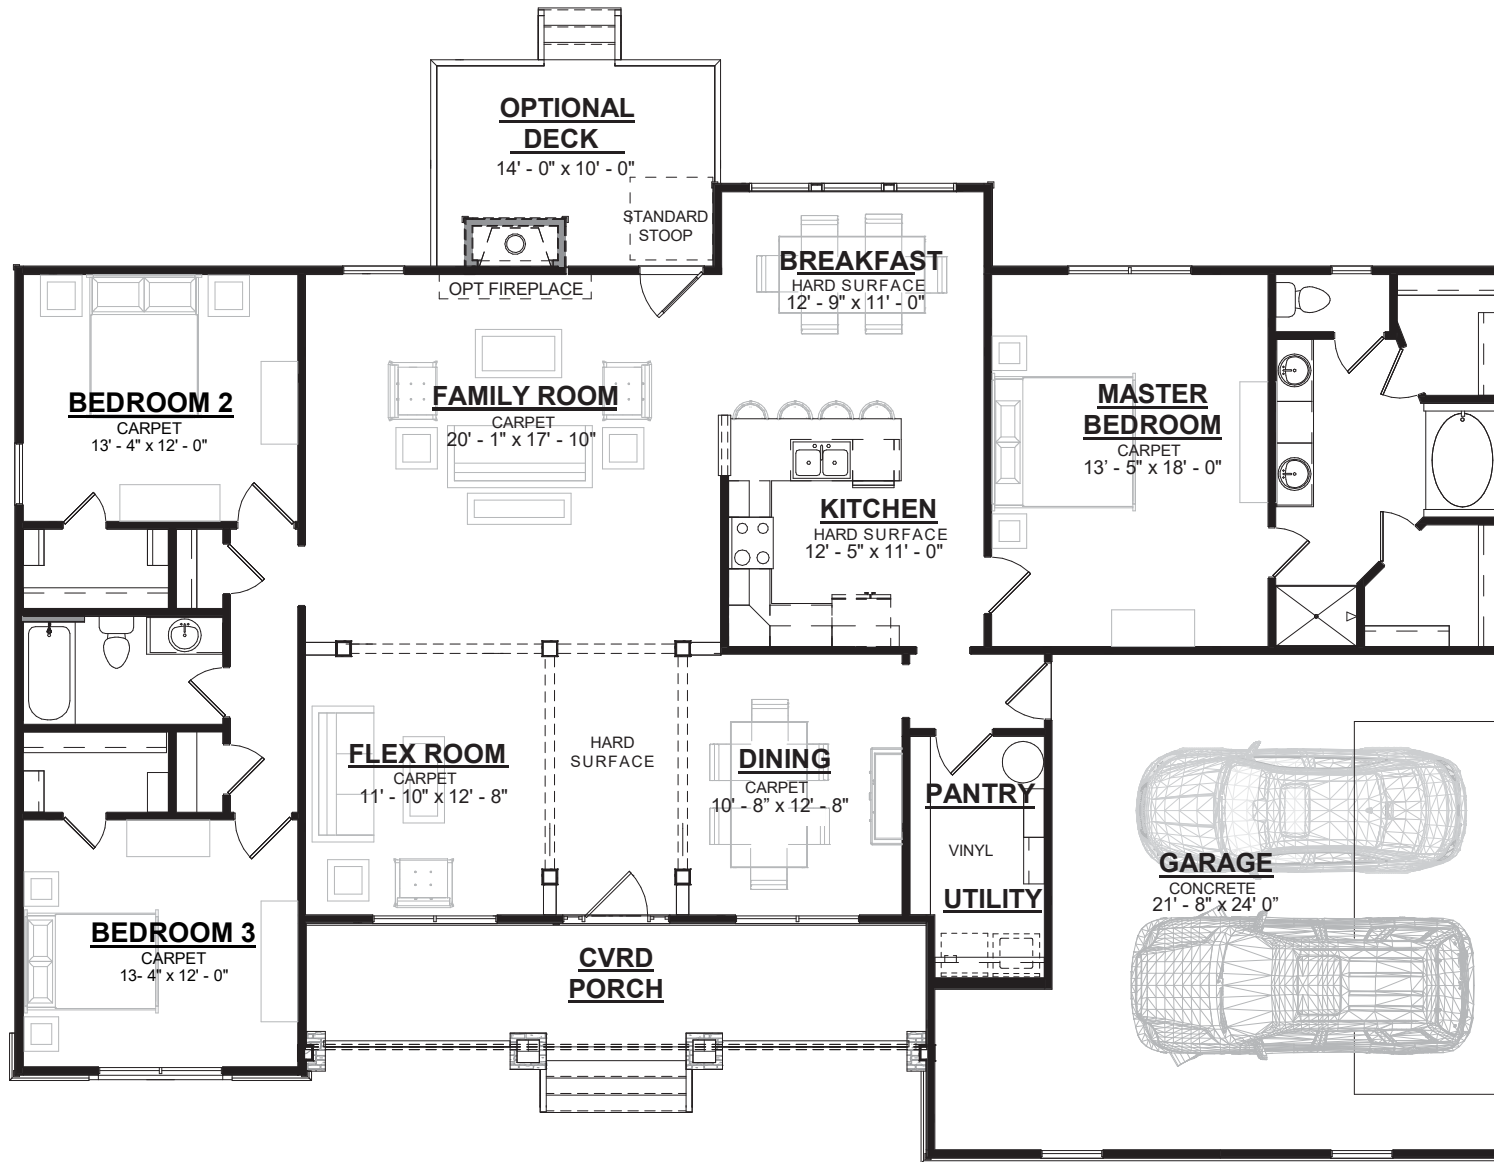 OPTIONAL
DECK
14' - 0" x 10' - 0"
STANDARD
STOOP
OPT FIREPLACE
BREAKFAST
HARD SURFACE
12' - 9" x 11' - 0"
BEDROOM 2
CARPET
13' - 4" x 12' - 0"
FAMILY ROOM
CARPET
20' - 1" x 17' - 10"
MASTER
BEDROOM
CARPET
13’ - 5" x 18' - 0"
KITCHEN
HARD SURFACE
12' - 5" x 11' - 0"
FLEX ROOM
CARPET
11' - 10" x 12' - 8"
HARD
SURFACE
DINING
CARPET
10' - 8” x 12' - 8"
PANTRY
VINYL
UTILITY
GARAGE
CONCRETE
21' - 8" x 24' 0”
BEDROOM 3
CARPET
13- 4" x 12' - 0"
CVRD
PORCH